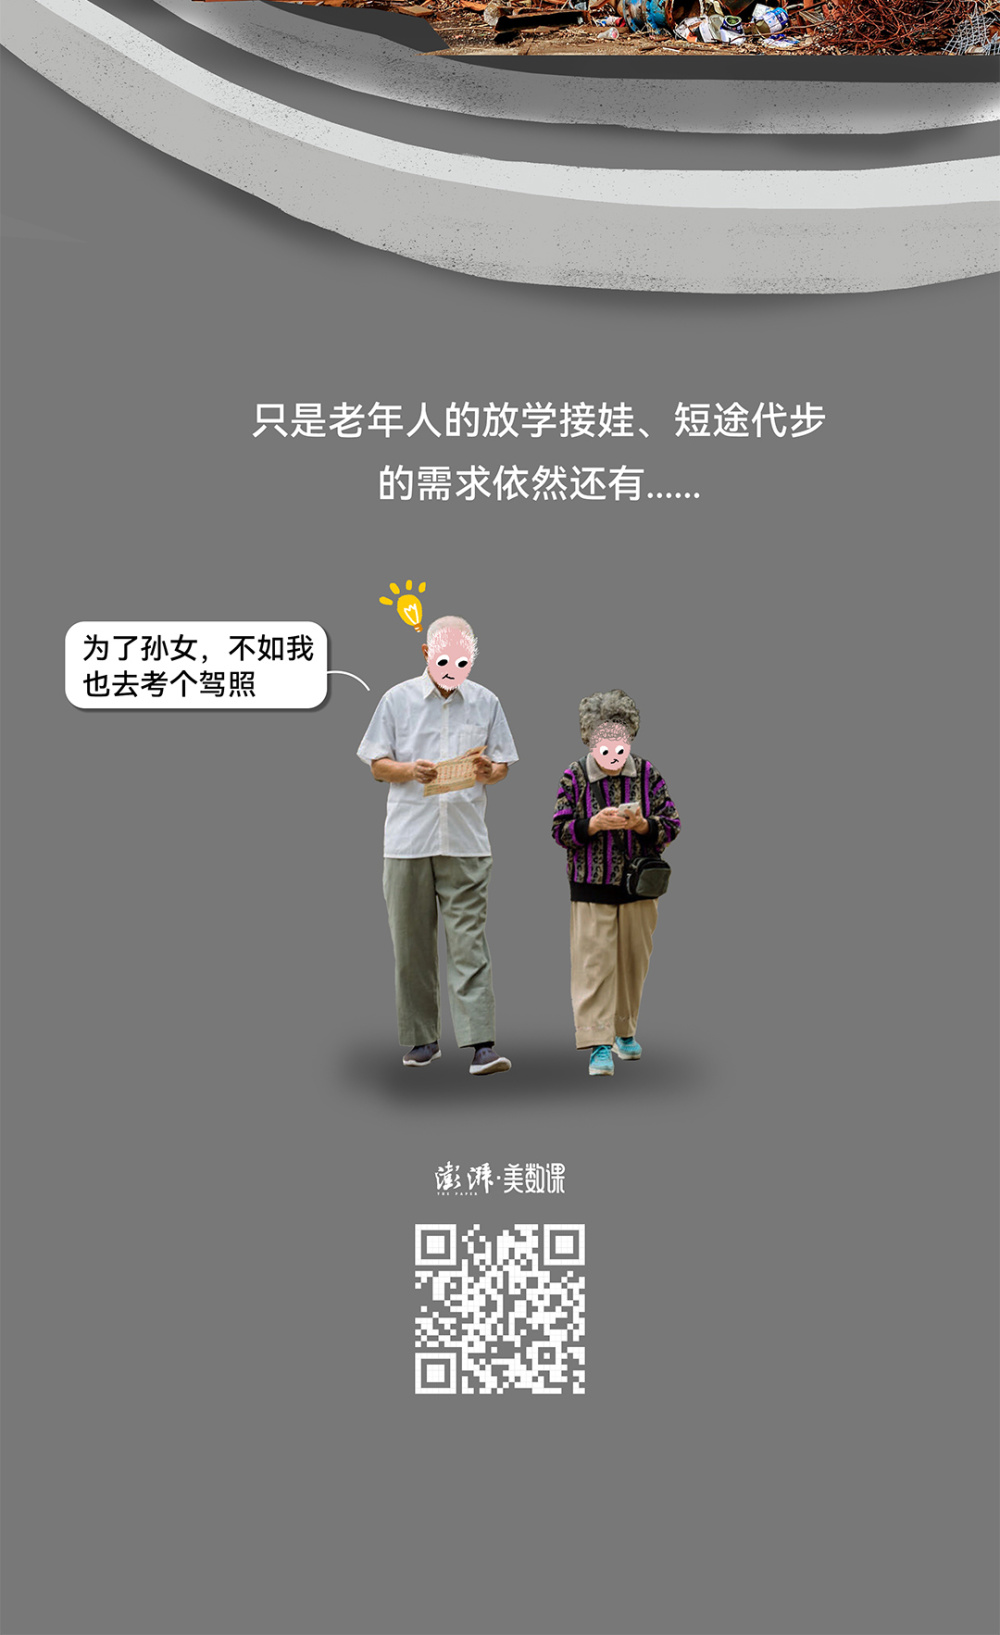 只是老年人的放学接娃、短途代步
的需求依然还有......
为了孙女，不如我
也去考个驾照
澎湃·美数课
THE PAPER